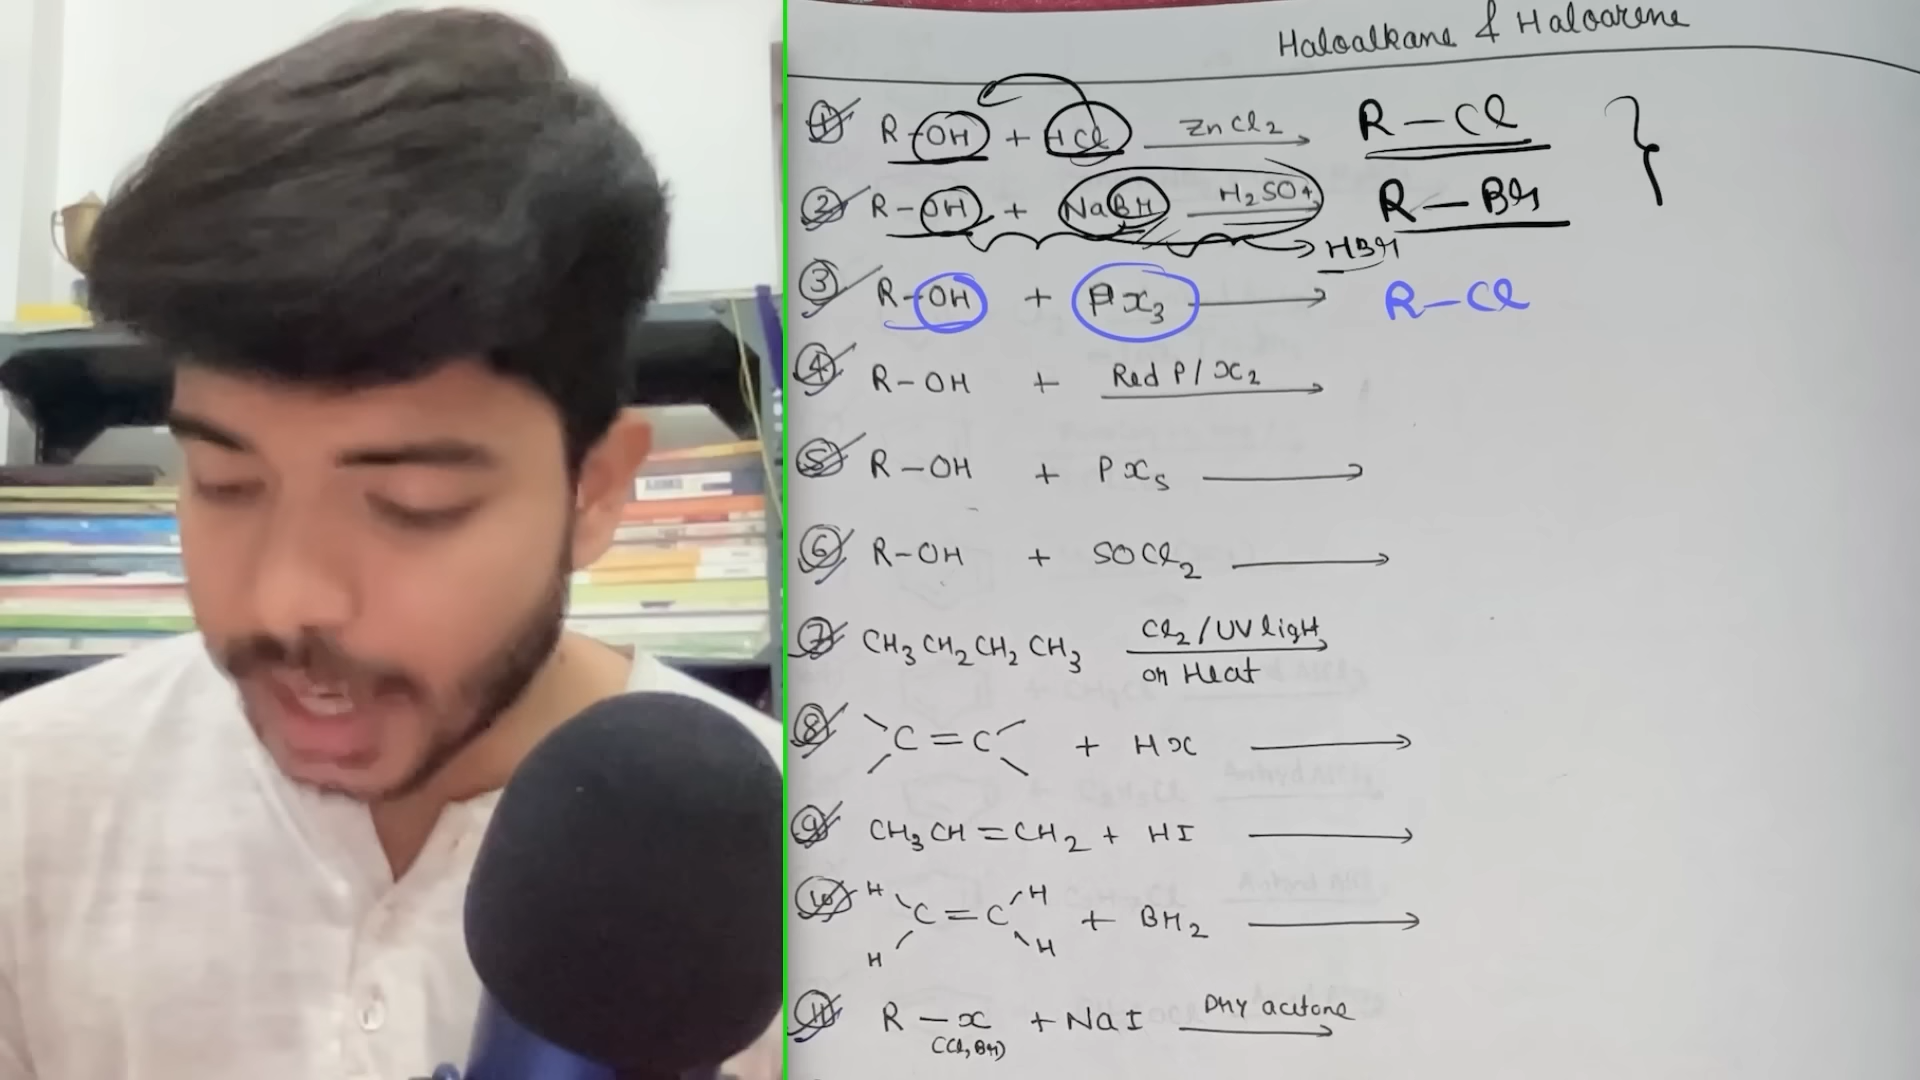 Haloalkane & Haloarene
① R-OH + HCl ZnCl2 → R-Cl
② R-OH + NaBr H2SO4 → R-Br
→ HBr
③ R-OH + PX3 → R-Cl
④ R-OH + Red P/X2 →
⑤ R-OH + PX5 →
⑥ R-OH + SOCl2 →
⑦ CH3CH2CH2CH3 Cl2/UV light →
or Heat
⑧ C=C + HX →
⑨ CH3CH=CH2 + HI →
⑩ H H
C=C + Br2 →
H H
⑪ R-X + NaI Dry acitone →
(Cl,Br)